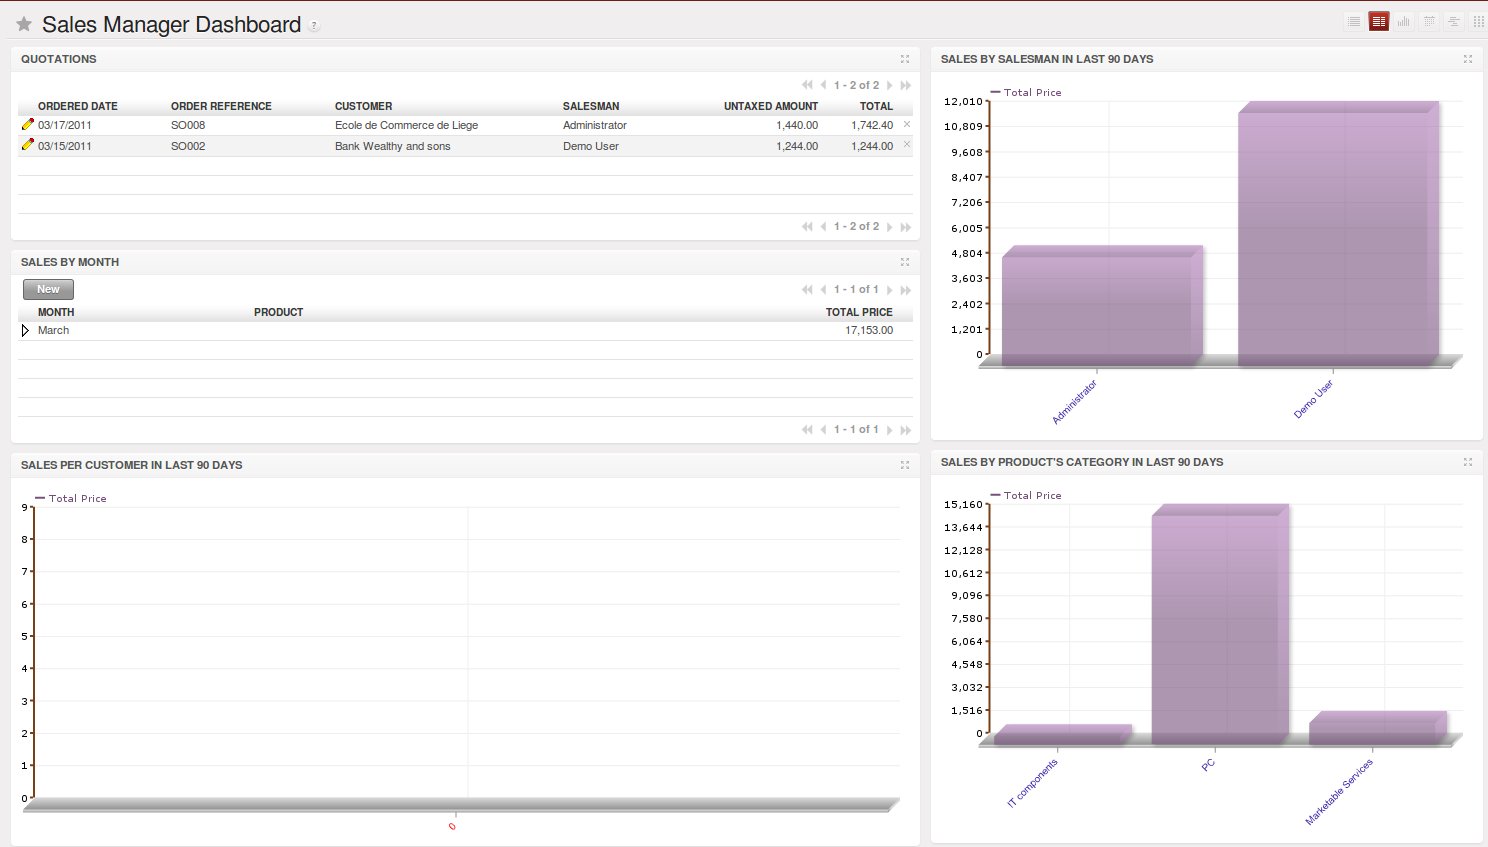 Sales Manager Dashboard ?
QUOTATIONS
1 - 2 of 2
ORDERED DATE ORDER REFERENCE CUSTOMER SALESMAN UNTAXED AMOUNT TOTAL
03/17/2011 SO008 Ecole de Commerce de Liege Administrator 1,440.00 1,742.40
03/15/2011 SO002 Bank Wealthy and sons Demo User 1,244.00 1,244.00
1 - 2 of 2
SALES BY MONTH
New 1 - 1 of 1
MONTH PRODUCT TOTAL PRICE
March 17,153.00
1 - 1 of 1
SALES PER CUSTOMER IN LAST 90 DAYS
Total Price
9
8
7
6
5
4
3
2
1
0
0
SALES BY SALESMAN IN LAST 90 DAYS
Total Price
12,010
10,809
9,608
8,407
7,206
6,005
4,804
3,603
2,402
1,201
0
Administrator Demo User
SALES BY PRODUCT'S CATEGORY IN LAST 90 DAYS
Total Price
15,160
13,644
12,128
10,612
9,096
7,580
6,064
4,548
3,032
1,516
0
IT components PC Marketable Services